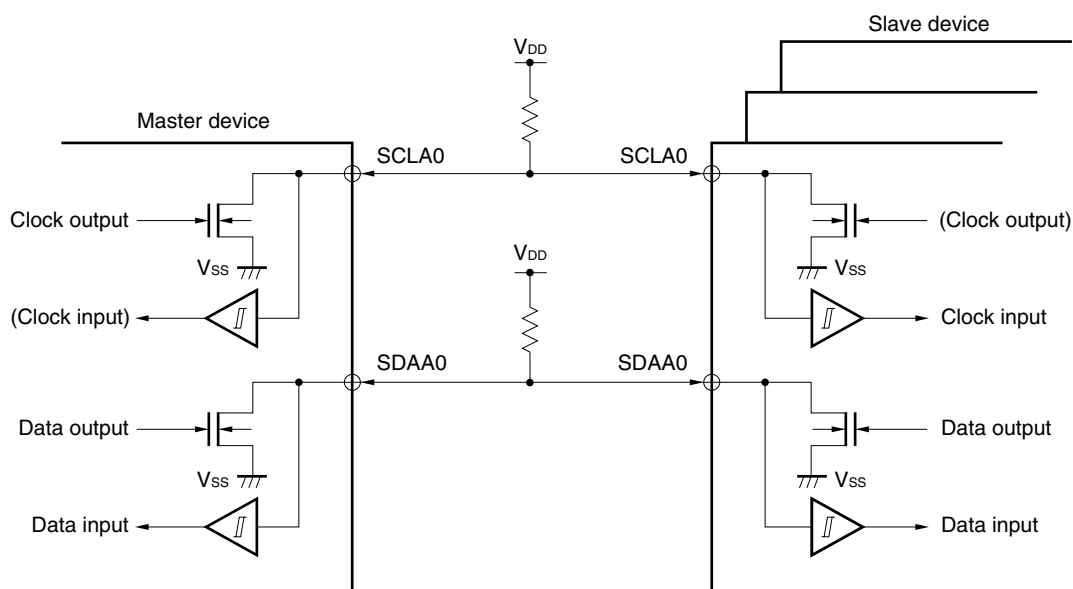 Slave device
VDD
Master device
SCLA0 SCLA0
Clock output (Clock output)
VSS VSS
VDD
(Clock input) Clock input
SDAA0 SDAA0
Data output Data output
VSS VSS
Data input Data input